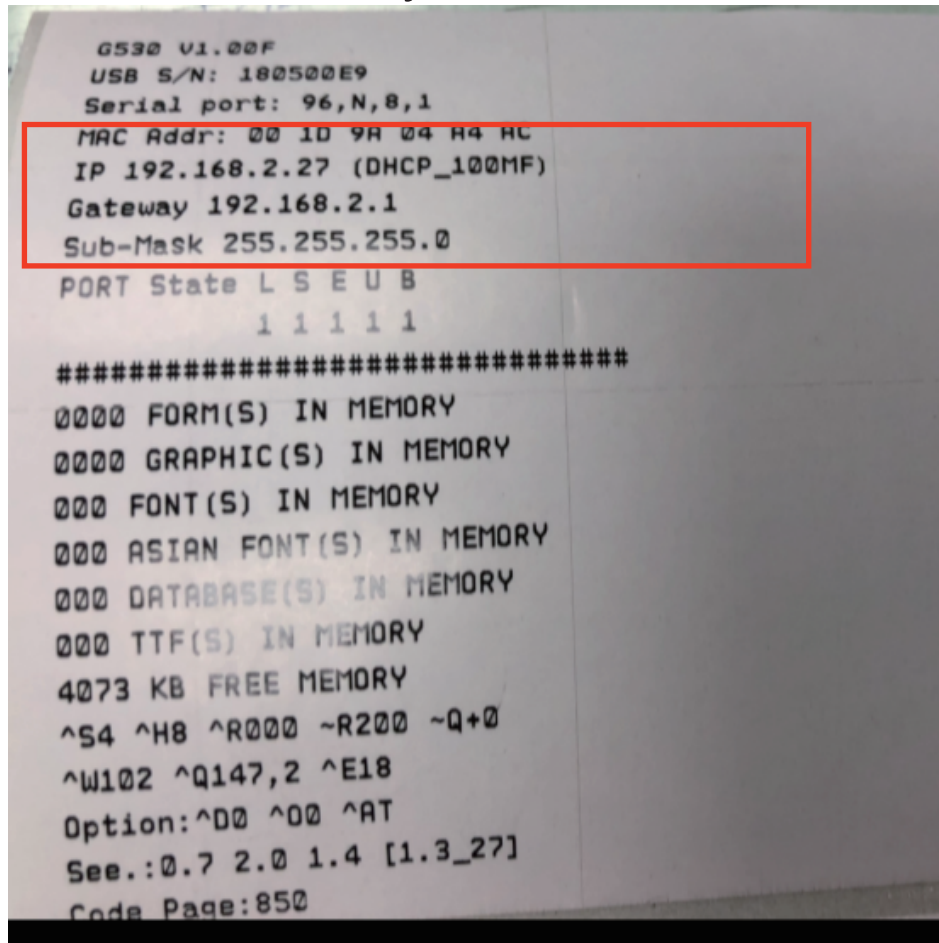 G530 V1.00F
USB S/N: 180500E9
Serial port: 96,N,8,1
MAC Addr: 00 1D 9A 04 A4 AC
IP 192.168.2.27 (DHCP_100MF)
Gateway 192.168.2.1
Sub-Mask 255.255.255.0
PORT State L S E U B
1 1 1 1 1
################################
0000 FORM(S) IN MEMORY
0000 GRAPHIC(S) IN MEMORY
000 FONT(S) IN MEMORY
000 ASIAN FONT(S) IN MEMORY
000 DATABASE(S) IN MEMORY
000 TTF(S) IN MEMORY
4073 KB FREE MEMORY
^S4 ^H8 ^R000 ~R200 ~Q+0
^W102 ^Q147,2 ^E18
Option:^D0 ^O0 ^AT
See.:0.7 2.0 1.4 [1.3_27]
Code Page:850